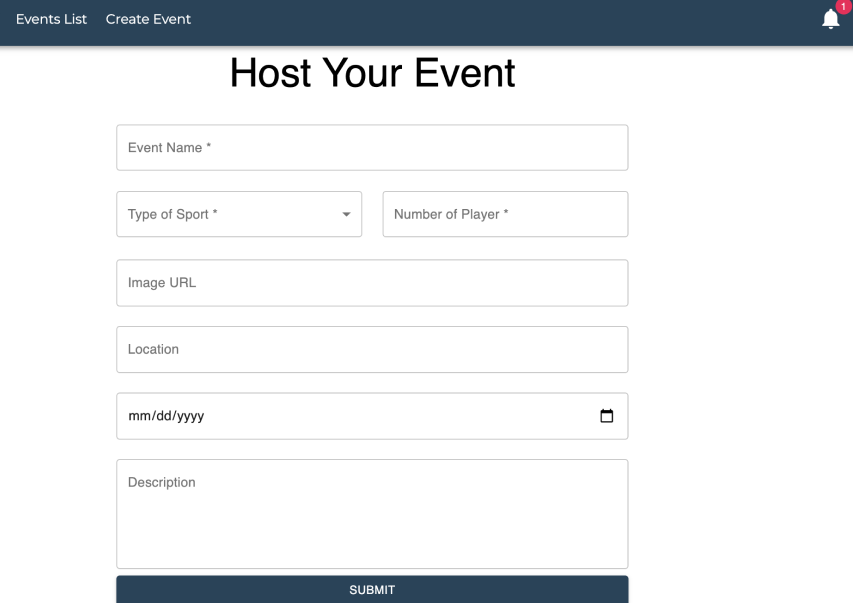 Events List Create Event 1
Host Your Event
Event Name *
Type of Sport * Number of Player *
Image URL
Location
mm/dd/yyyy
Description
SUBMIT